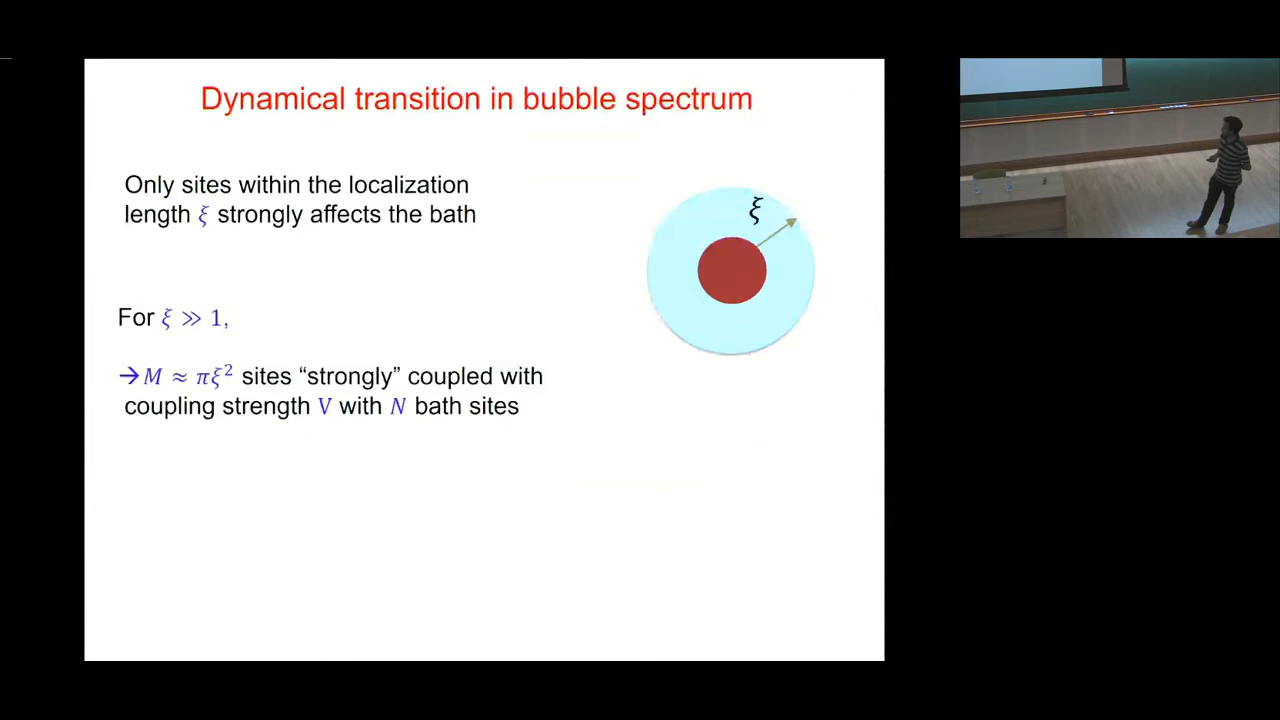 Dynamical transition in bubble spectrum
Only sites within the localization
length ξ strongly affects the bath
ξ
For ξ ≫ 1,
→M ≈ πξ² sites “strongly” coupled with
coupling strength V with N bath sites